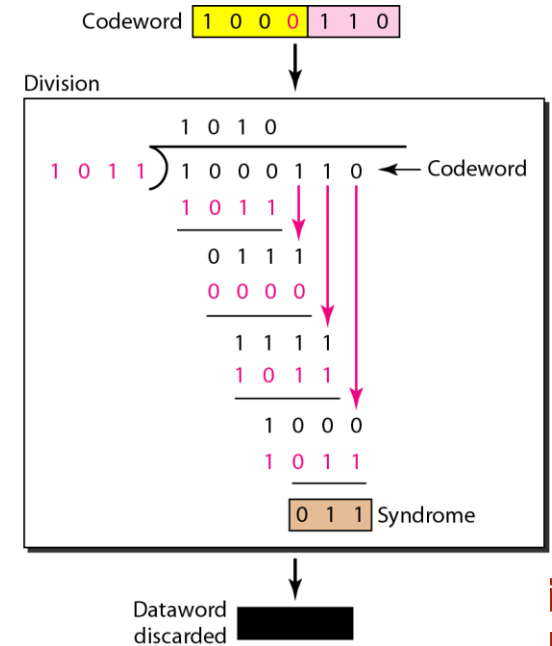 Codeword 1 0 0 0 1 1 0
Division
1 0 1 0
1 0 1 1 1 0 0 0 1 1 0 Codeword
1 0 1 1
0 1 1 1
0 0 0 0
1 1 1 1
1 0 1 1
1 0 0 0
1 0 1 1
0 1 1 Syndrome
Dataword
discarded